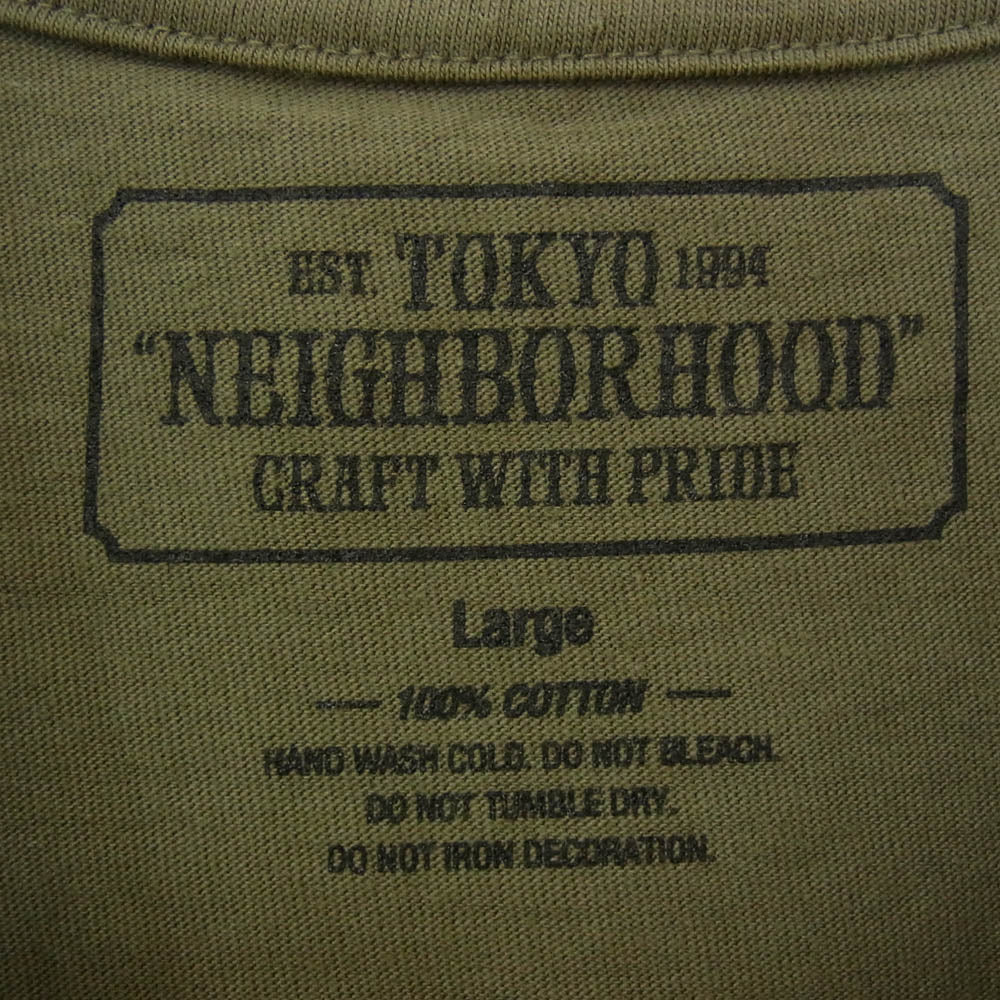 EST. TOKYO 1994
“NEIGHBORHOOD”
CRAFT WITH PRIDE
Large
— 100% COTTON —
HAND WASH COLD. DO NOT BLEACH.
DO NOT TUMBLE DRY.
DO NOT IRON DECORATION.